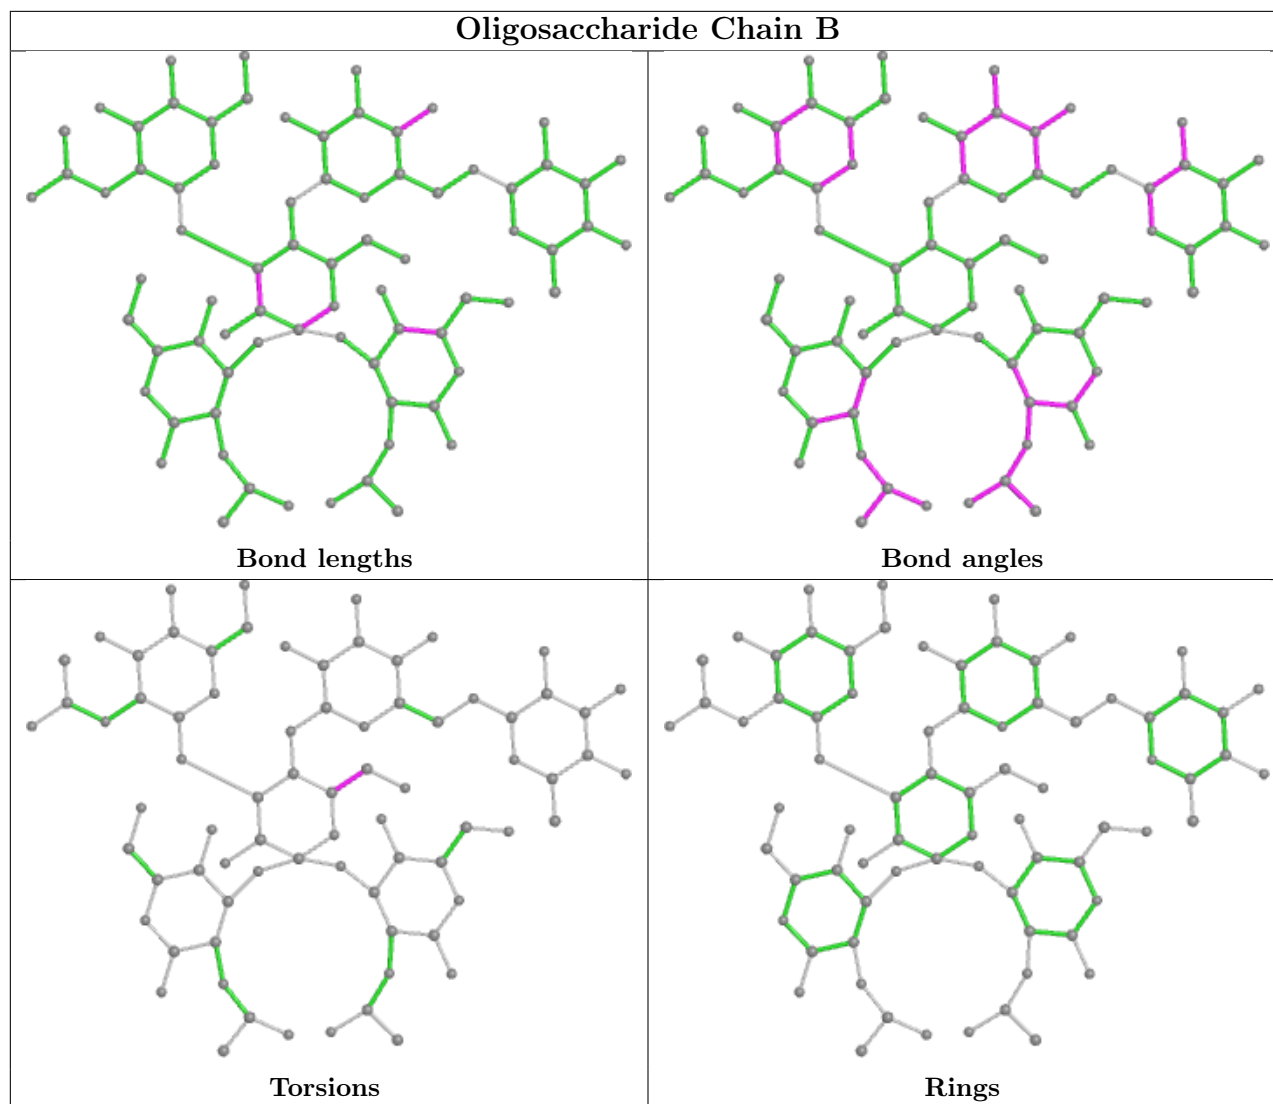 Oligosaccharide Chain B
Bond lengths
Bond angles
Torsions
Rings